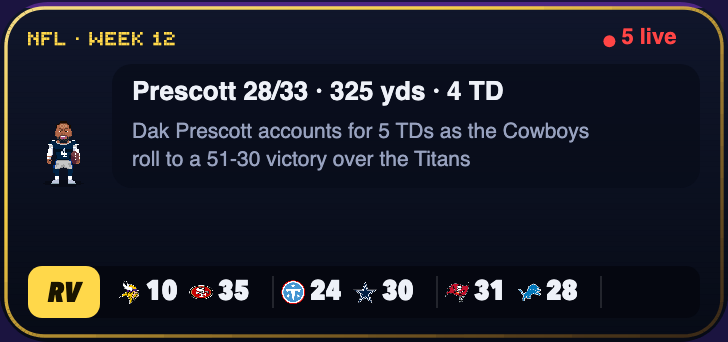 NFL · WEEK 12
5 live
Prescott 28/33 · 325 yds · 4 TD
Dak Prescott accounts for 5 TDs as the Cowboys
roll to a 51-30 victory over the Titans
4
RV 10 35 24 30 31 28